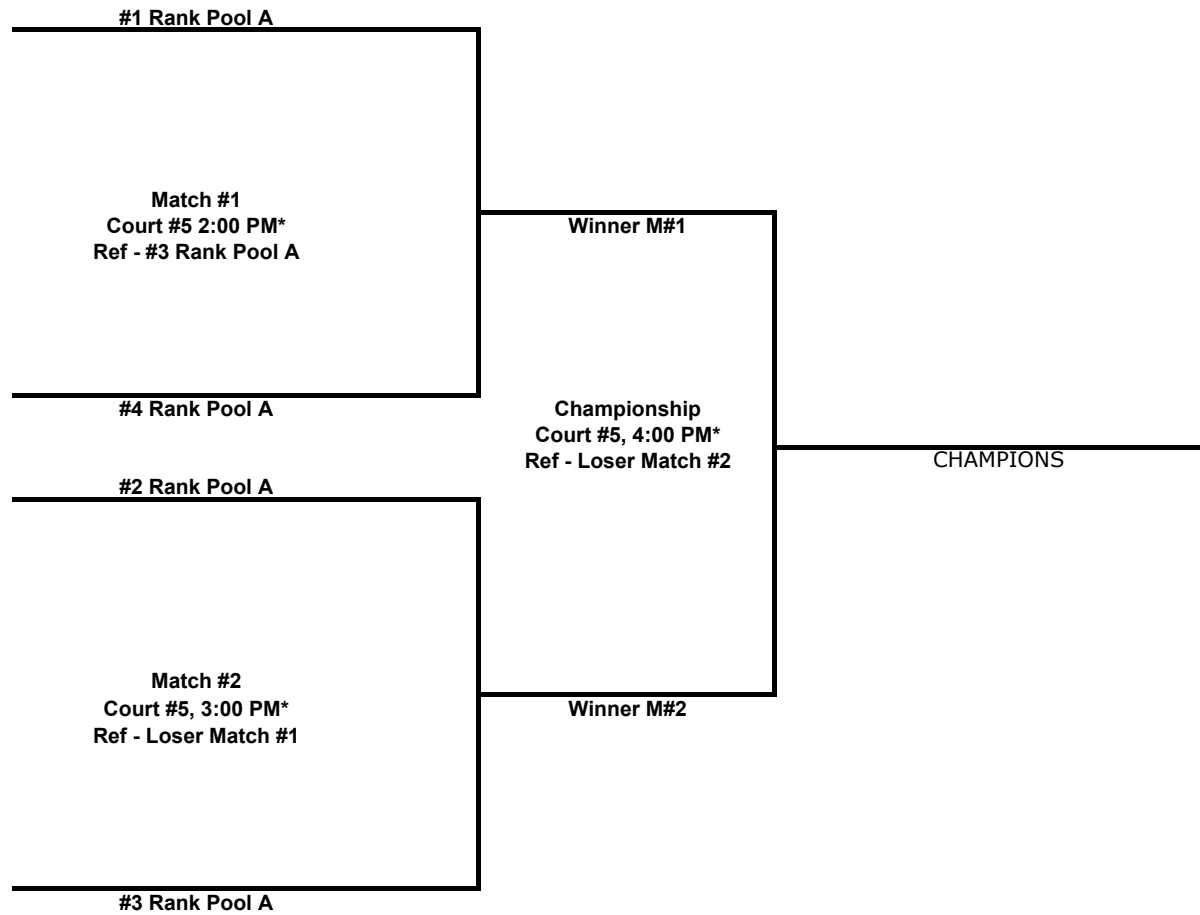 #1 Rank Pool A
Match #1
Court #5 2:00 PM*
Ref - #3 Rank Pool A
#4 Rank Pool A
Winner M#1
Championship
Court #5, 4:00 PM*
Ref - Loser Match #2
CHAMPIONS
#2 Rank Pool A
Match #2
Court #5, 3:00 PM*
Ref - Loser Match #1
Winner M#2
#3 Rank Pool A